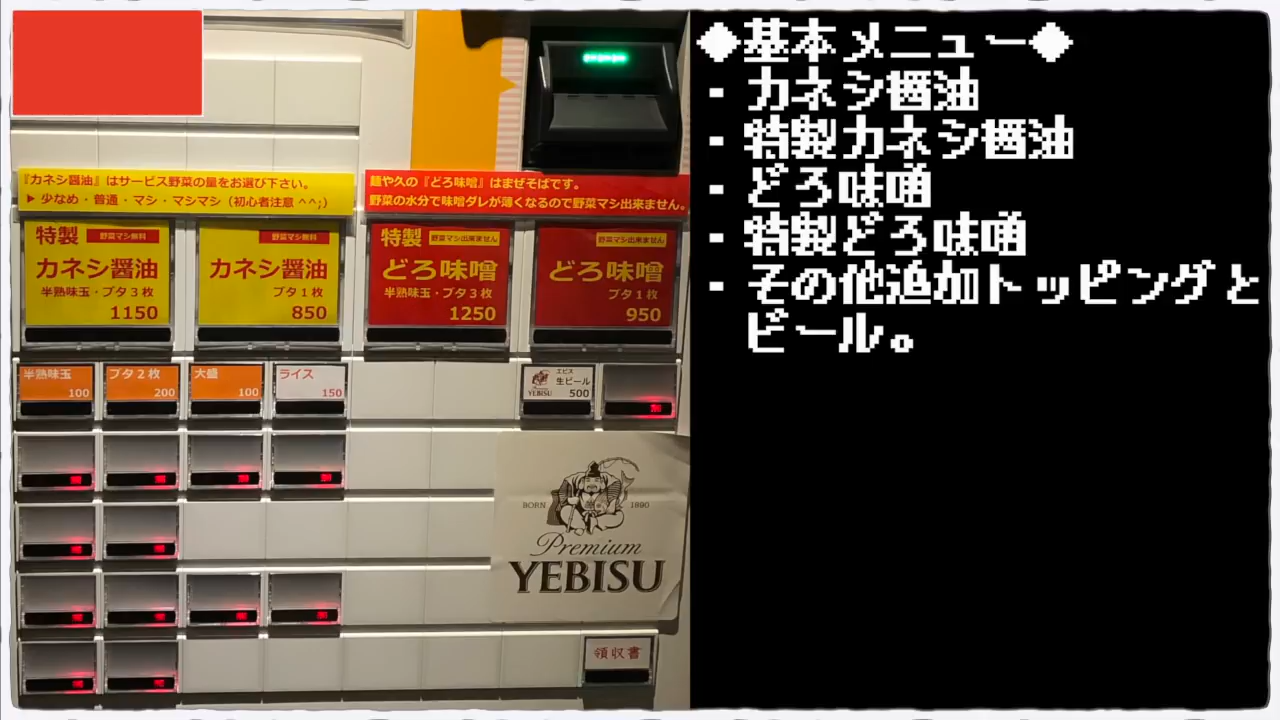 『カネシ醤油』はサービス野菜の量をお選び下さい。
▶ 少なめ・普通・マシ・マシマシ（初心者注意 ^^;）
麺や久の『どろ味噌』はまぜそばです。
野菜の水分で味噌ダレが薄くなるので野菜マシ出来ません。
特製 野菜マシ無料
カネシ醤油
半熟味玉・ブタ３枚
1150
野菜マシ無料
カネシ醤油
ブタ１枚
850
特製 野菜マシ出来ません
どろ味噌
半熟味玉・ブタ３枚
1250
野菜マシ出来ません
どろ味噌
ブタ１枚
950
半熟味玉
100
ブタ２枚
200
大盛
100
ライス
150
Premium
YEBISU
ヱビス
生ビール
500
BORN 1890
Premium
YEBISU
領収書
◆基本メニュー◆
・カネシ醤油
・特製カネシ醤油
・どろ味噌
・特製どろ味噌
・その他追加トッピングと
ビール。